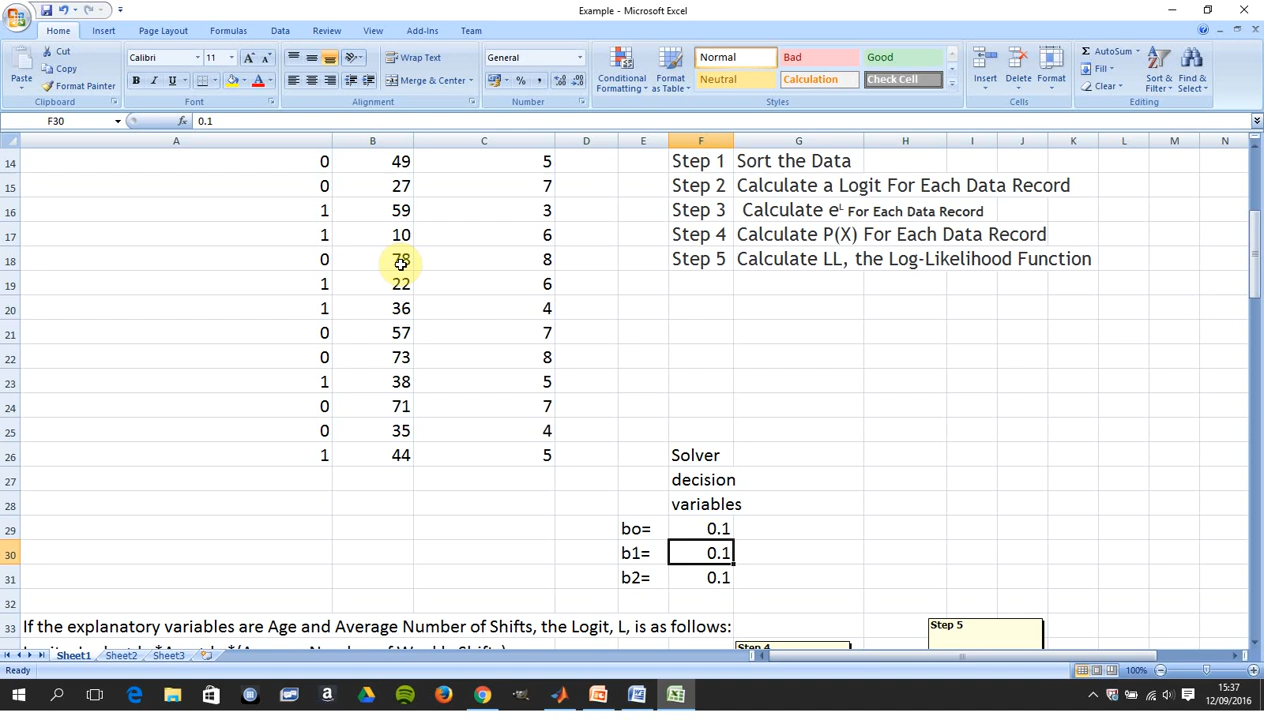 Example - Microsoft Excel
Home Insert Page Layout Formulas Data Review View Add-Ins Team
Paste
Cut
Copy
Format Painter
Clipboard
Calibri 11
B I U
Font
Wrap Text
Merge & Center
Alignment
General
Number
Conditional Formatting
Format as Table
Normal Bad Good
Neutral Calculation Check Cell
Styles
Insert Delete Format
Cells
AutoSum
Fill
Clear
Sort & Filter
Find & Select
Editing
F30 fx 0.1
A B C D E F G H I J K L M N
14 0 49 5 Step 1 Sort the Data
15 0 27 7 Step 2 Calculate a Logit For Each Data Record
16 1 59 3 Step 3 Calculate eL For Each Data Record
17 1 10 6 Step 4 Calculate P(X) For Each Data Record
18 0 78 8 Step 5 Calculate LL, the Log-Likelihood Function
19 1 22 6
20 1 36 4
21 0 57 7
22 0 73 8
23 1 38 5
24 0 71 7
25 0 35 4
26 1 44 5 Solver
27 decision
28 variables
29 bo= 0.1
30 b1= 0.1
31 b2= 0.1
32
33 If the explanatory variables are Age and Average Number of Shifts, the Logit, L, is as follows:
Step 5
Step 4
Sheet1 Sheet2 Sheet3
Ready 100%
15:37
12/09/2016